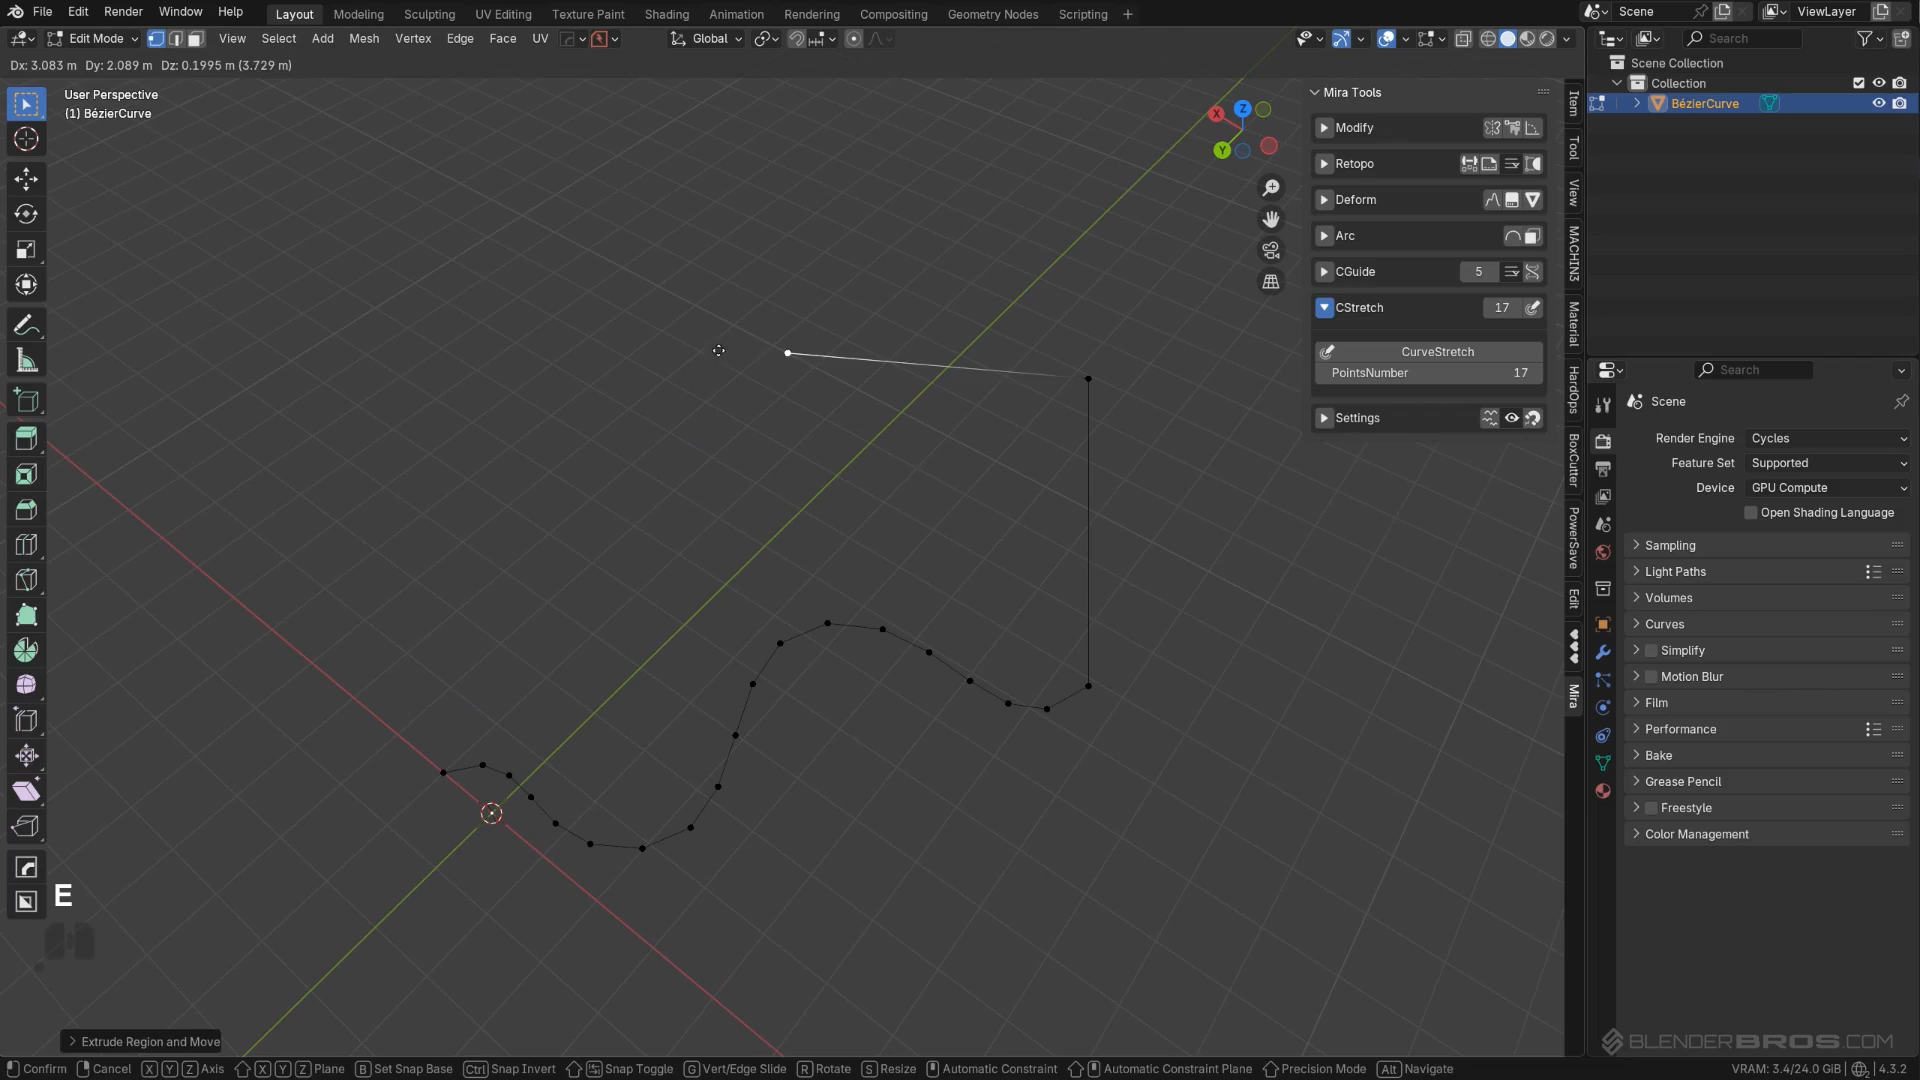 File Edit Render Window Help Layout Modeling Sculpting UV Editing Texture Paint Shading Animation Rendering Compositing Geometry Nodes Scripting + Scene ViewLayer
Edit Mode View Select Add Mesh Vertex Edge Face UV Global Search
Dx: 3.083 m Dy: 2.089 m Dz: 0.1995 m (3.729 m)
User Perspective
(1) BézierCurve
X Y Z
Mira Tools
Modify
Retopo
Deform
Arc
CGuide 5
CStretch 17
CurveStretch
PointsNumber 17
Settings
Item
Tool
View
MACHIN3
Material
HardOps
BoxCutter
PowerSave
Edit
Mira
Scene Collection
Collection
BézierCurve
Search
Scene
Render Engine Cycles
Feature Set Supported
Device GPU Compute
Open Shading Language
Sampling
Light Paths
Volumes
Curves
Simplify
Motion Blur
Film
Performance
Bake
Grease Pencil
Freestyle
Color Management
E
Extrude Region and Move
BLENDERBROS.COM
Confirm Cancel X Y Z Axis X Y Z Plane B Set Snap Base Ctrl Snap Invert Snap Toggle G Vert/Edge Slide R Rotate S Resize Automatic Constraint Automatic Constraint Plane Precision Mode Alt Navigate VRAM: 3.4/24.0 GiB 4.3.2